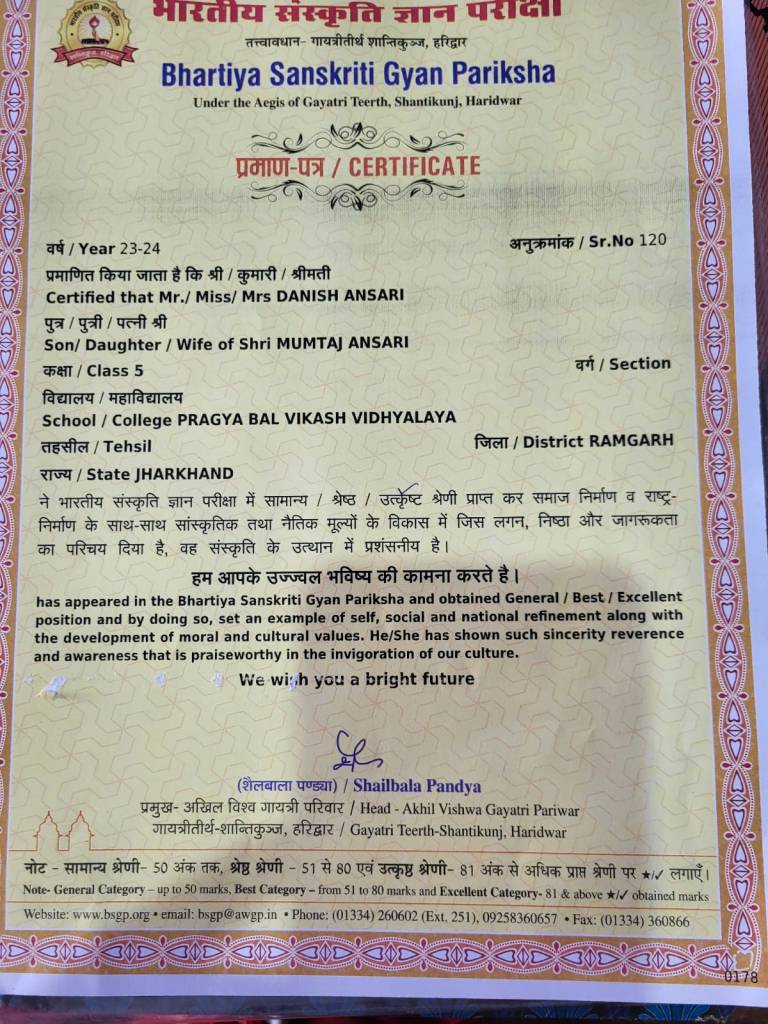 भारतीय संस्कृति ज्ञान परीक्षा
तत्त्वावधान- गायत्रीतीर्थ शान्तिकुञ्ज, हरिद्वार
Bhartiya Sanskriti Gyan Pariksha
Under the Aegis of Gayatri Teerth, Shantikunj, Haridwar
प्रमाण-पत्र / CERTIFICATE
वर्ष / Year 23-24 अनुक्रमांक / Sr.No 120
प्रमाणित किया जाता है कि श्री / कुमारी / श्रीमती
Certified that Mr./ Miss/ Mrs DANISH ANSARI
पुत्र / पुत्री / पत्नी श्री
Son/ Daughter / Wife of Shri MUMTAJ ANSARI
कक्षा / Class 5 वर्ग / Section
विद्यालय / महाविद्यालय
School / College PRAGYA BAL VIKASH VIDHYALAYA
तहसील / Tehsil जिला / District RAMGARH
राज्य / State JHARKHAND
ने भारतीय संस्कृति ज्ञान परीक्षा में सामान्य / श्रेष्ठ / उत्कृष्ट श्रेणी प्राप्त कर समाज निर्माण व राष्ट्र-
निर्माण के साथ-साथ सांस्कृतिक तथा नैतिक मूल्यों के विकास में जिस लगन, निष्ठा और जागरूकता
का परिचय दिया है, वह संस्कृति के उत्थान में प्रशंसनीय है।
हम आपके उज्ज्वल भविष्य की कामना करते है।
has appeared in the Bhartiya Sanskriti Gyan Pariksha and obtained General / Best / Excellent
position and by doing so, set an example of self, social and national refinement along with
the development of moral and cultural values. He/She has shown such sincerity reverence
and awareness that is praiseworthy in the invigoration of our culture.
We wish you a bright future
(शैलबाला पण्ड्या) / Shailbala Pandya
प्रमुख- अखिल विश्व गायत्री परिवार / Head - Akhil Vishwa Gayatri Pariwar
गायत्रीतीर्थ-शान्तिकुञ्ज, हरिद्वार / Gayatri Teerth-Shantikunj, Haridwar
नोट - सामान्य श्रेणी- 50 अंक तक, श्रेष्ठ श्रेणी - 51 से 80 एवं उत्कृष्ठ श्रेणी- 81 अंक से अधिक प्राप्त श्रेणी पर ★/✓ लगाएँ।
Note- General Category – up to 50 marks, Best Category – from 51 to 80 marks and Excellent Category- 81 & above ★/✓ obtained marks
Website: www.bsgp.org • email: bsgp@awgp.in • Phone: (01334) 260602 (Ext. 251), 09258360657 • Fax: (01334) 360866
0178